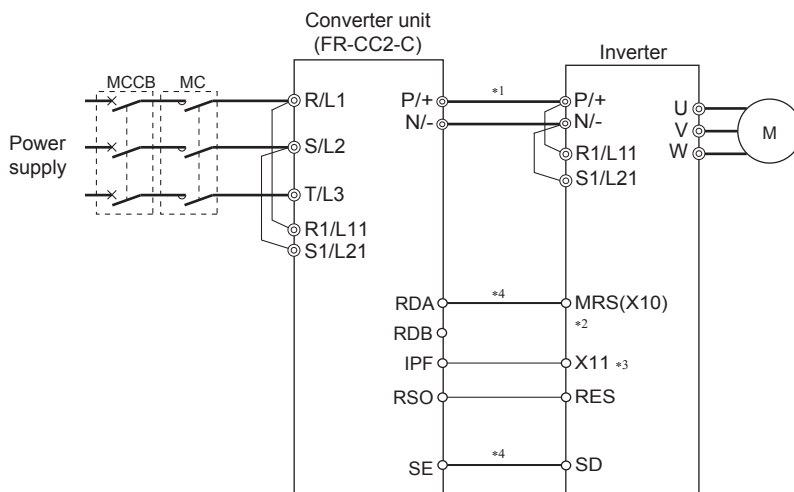 Converter unit
(FR-CC2-C)
Inverter
MCCB MC
Power
supply
R/L1
S/L2
T/L3
R1/L11
S1/L21
P/+
N/-
*1
P/+
N/-
R1/L11
S1/L21
U
V
W
M
RDA
*4
MRS(X10)
*2
RDB
IPF
X11 *3
RSO
RES
SE
*4
SD